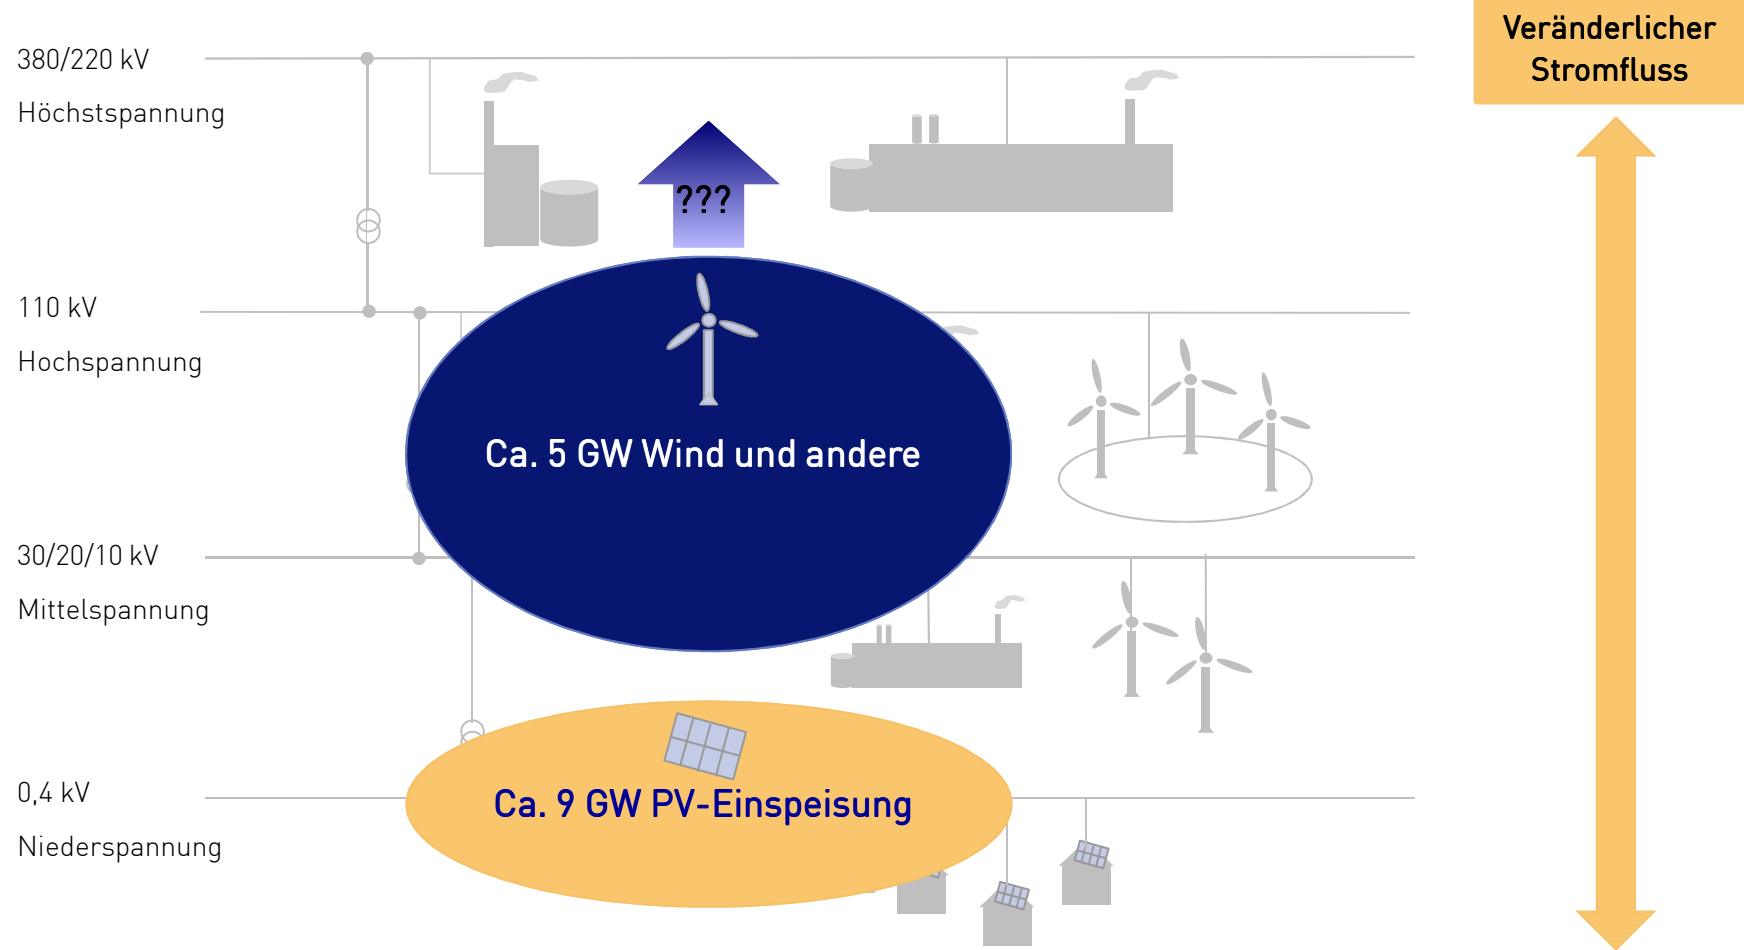 Veränderlicher
Stromfluss
380/220 kV
Höchstspannung
???
110 kV
Hochspannung
Ca. 5 GW Wind und andere
30/20/10 kV
Mittelspannung
0,4 kV
Ca. 9 GW PV-Einspeisung
Niederspannung